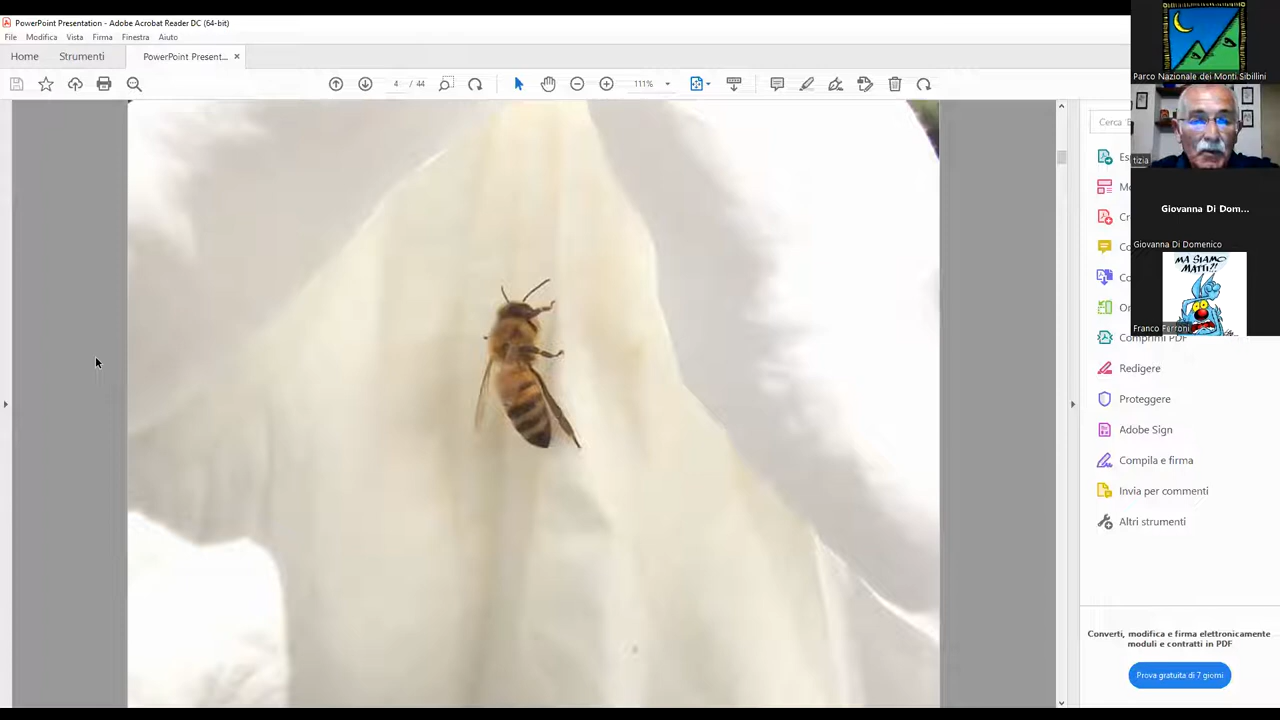 PowerPoint Presentation - Adobe Acrobat Reader DC (64-bit)
File Modifica Vista Firma Finestra Aiuto
Home Strumenti PowerPoint Present... ×
4 / 44 111%
Cerca
Comprimi PDF
Redigere
Proteggere
Adobe Sign
Compila e firma
Invia per commenti
Altri strumenti
Converti, modifica e firma elettronicamente
moduli e contratti in PDF
Prova gratuita di 7 giorni
Parco Nazionale dei Monti Sibillini
tizia
Giovanna Di Dom...
Giovanna Di Domenico
MA SIAMO
MATTI?!
Franco Ferroni